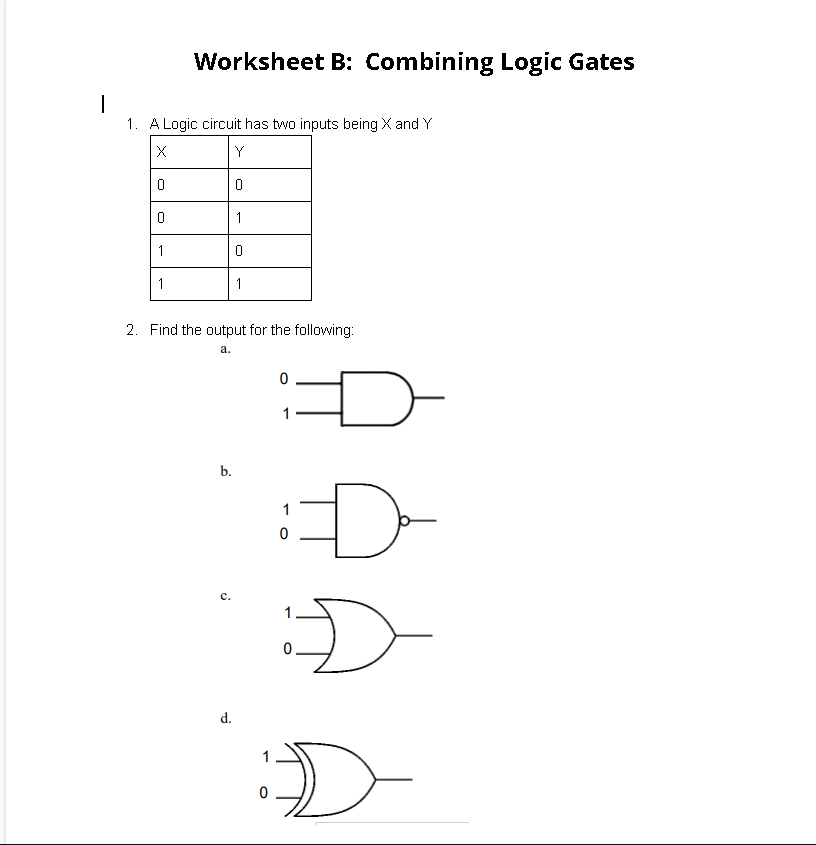 Worksheet B: Combining Logic Gates
1. A Logic circuit has two inputs being X and Y
X Y
0 0
0 1
1 0
1 1
2. Find the output for the following:
a.
0
1
b.
1
0
c.
1
0
d.
1
0